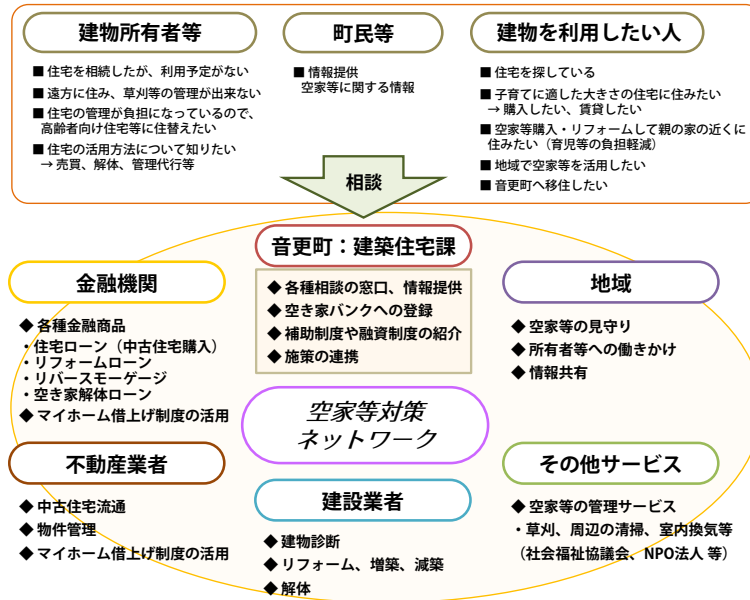 建物所有者等
■ 住宅を相続したが、利用予定がない
■ 遠方に住み、草刈等の管理が出来ない
■ 住宅の管理が負担になっているので、
高齢者向け住宅等に住替えたい
■ 住宅の活用方法について知りたい
→ 売買、解体、管理代行等
町民等
■ 情報提供
空家等に関する情報
建物を利用したい人
■ 住宅を探している
■ 子育てに適した大きさの住宅に住みたい
→ 購入したい、賃貸したい
■ 空家等購入・リフォームして親の家の近くに
住みたい（育児等の負担軽減）
■ 地域で空家等を活用したい
■ 音更町へ移住したい
相談
音更町：建築住宅課
◆ 各種相談の窓口、情報提供
◆ 空き家バンクへの登録
◆ 補助制度や融資制度の紹介
◆ 施策の連携
金融機関
◆ 各種金融商品
・住宅ローン（中古住宅購入）
・リフォームローン
・リバースモーゲージ
・空き家解体ローン
◆ マイホーム借上げ制度の活用
地域
◆ 空家等の見守り
◆ 所有者等への働きかけ
◆ 情報共有
空家等対策
ネットワーク
不動産業者
◆ 中古住宅流通
◆ 物件管理
◆ マイホーム借上げ制度の活用
建設業者
◆ 建物診断
◆ リフォーム、増築、減築
◆ 解体
その他サービス
◆ 空家等の管理サービス
・草刈、周辺の清掃、室内換気等
（社会福祉協議会、NPO法人 等）